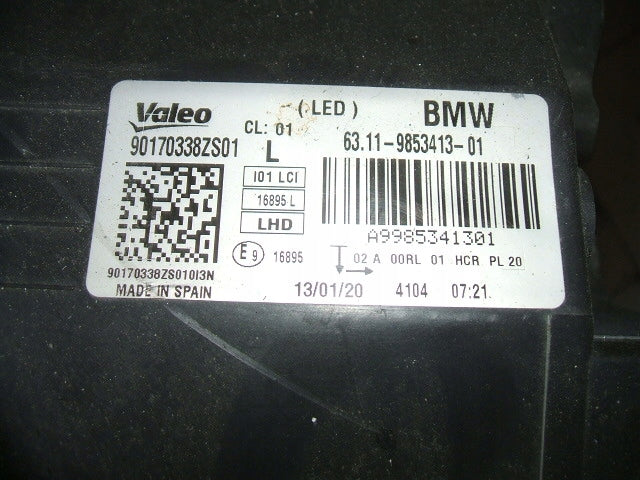 Valeo
( LED )
BMW
CL: 01
90170338ZS01
L
63.11-9853413-01
I01 LCI
16895 L
LHD
A9985341301
E9
16895
02 A 00RL 01 HCR PL 20
90170338ZS010I3N
MADE IN SPAIN
13/01/20
4104
07:21